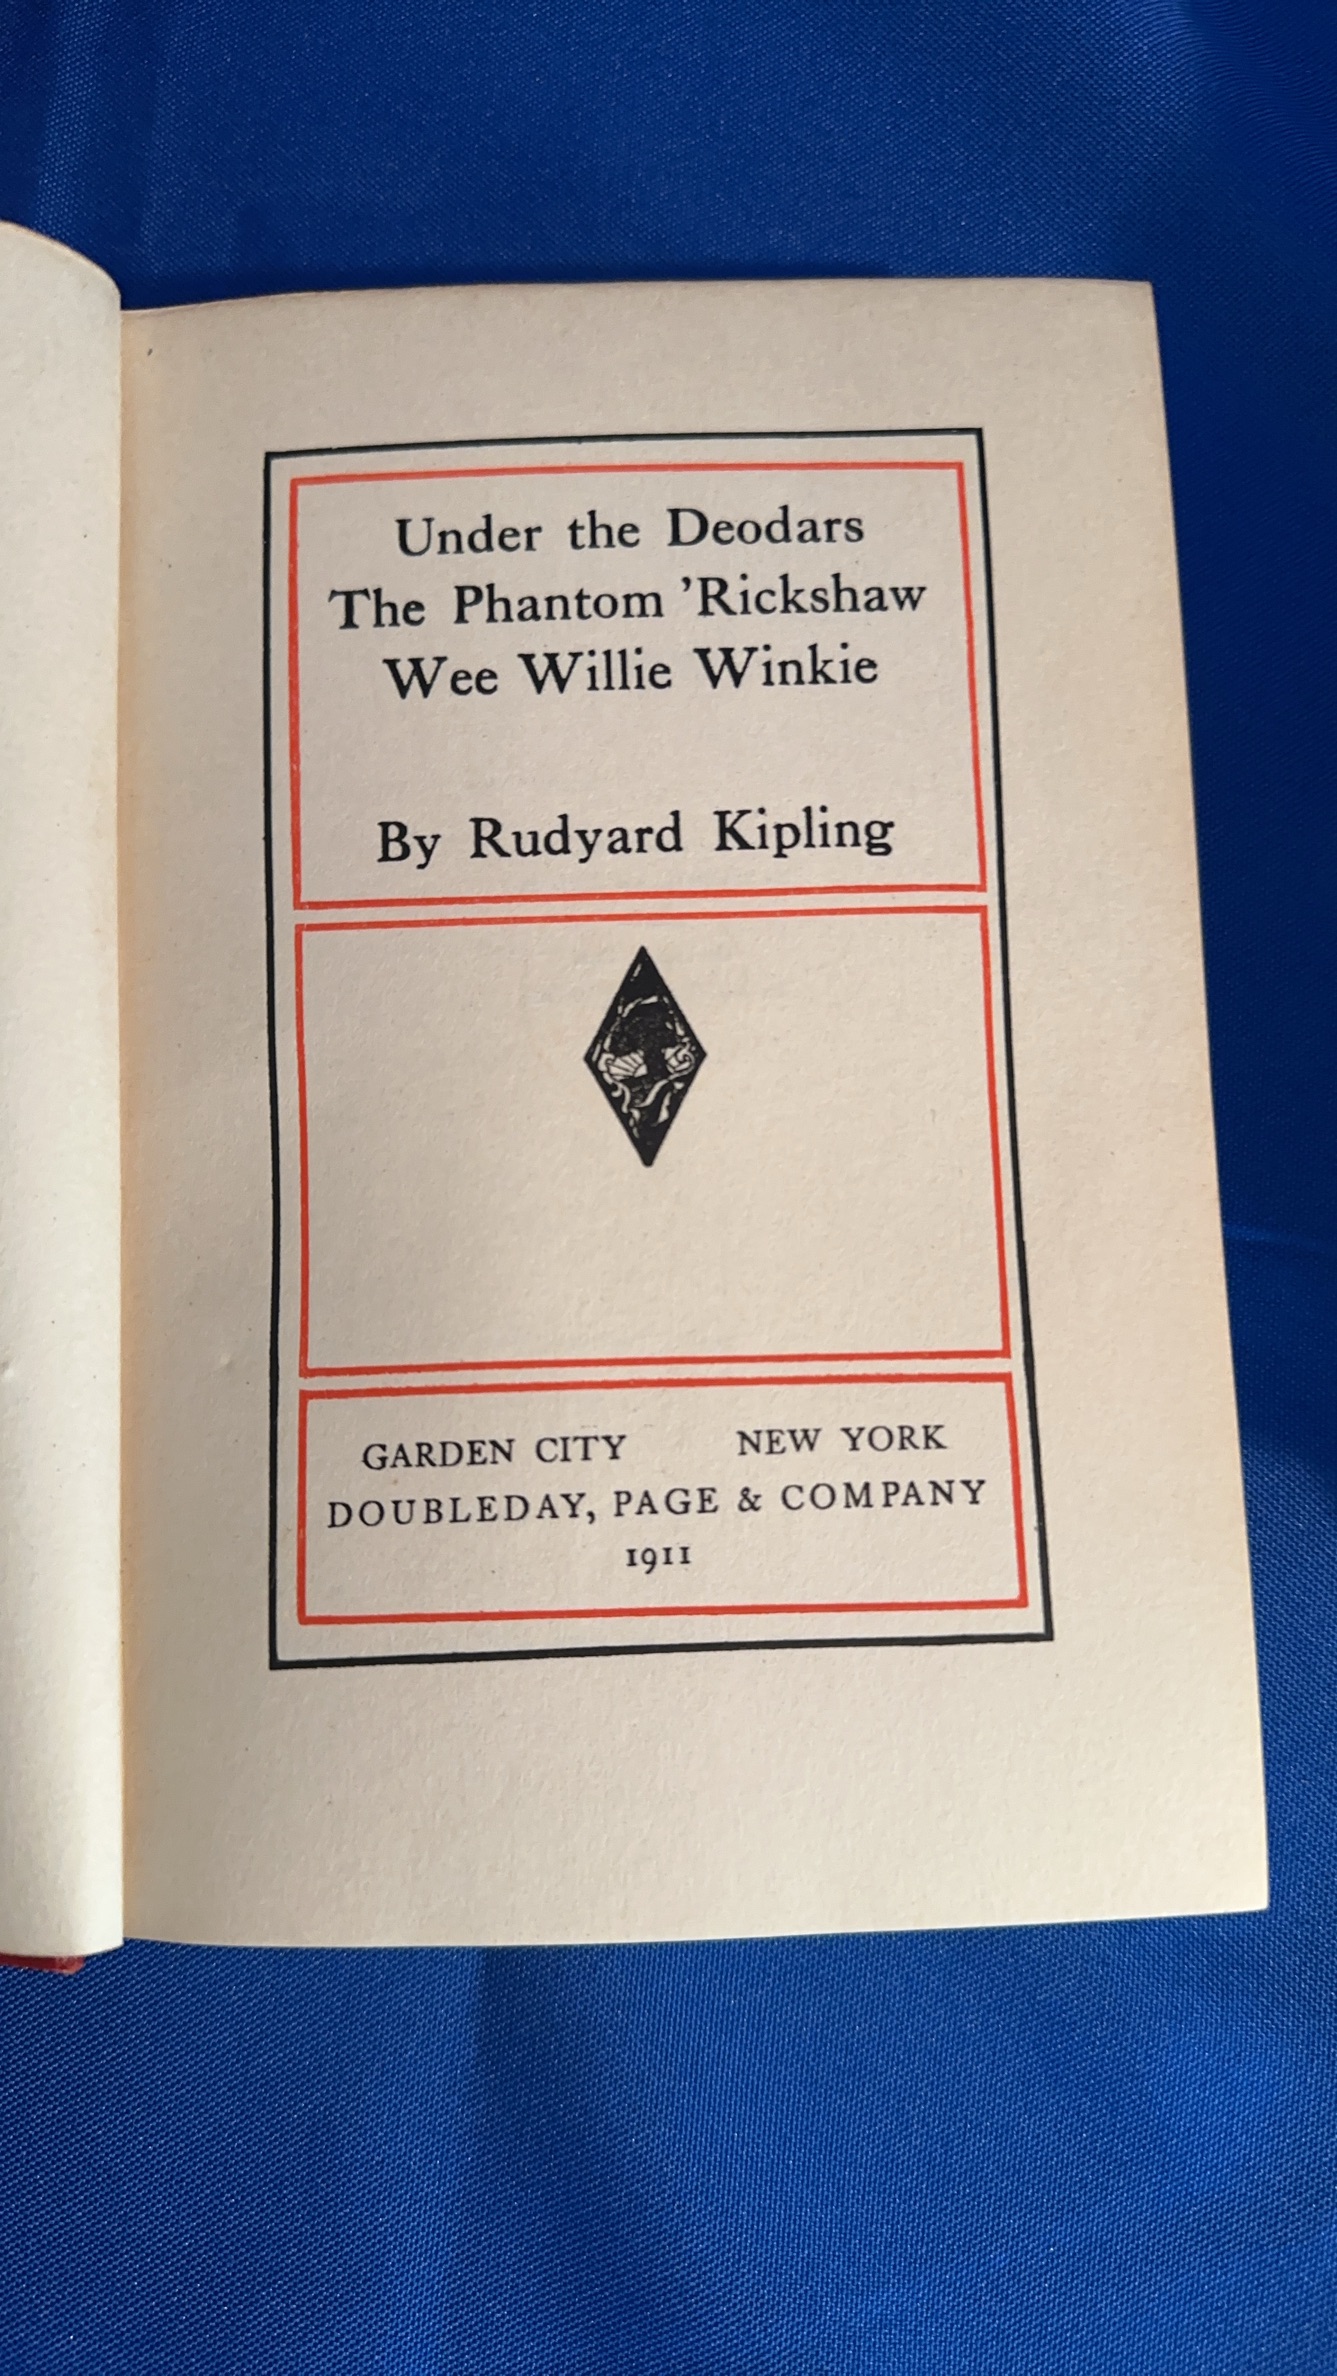 Under the Deodars
The Phantom ’Rickshaw
Wee Willie Winkie
By Rudyard Kipling
GARDEN CITY NEW YORK
DOUBLEDAY, PAGE & COMPANY
1911